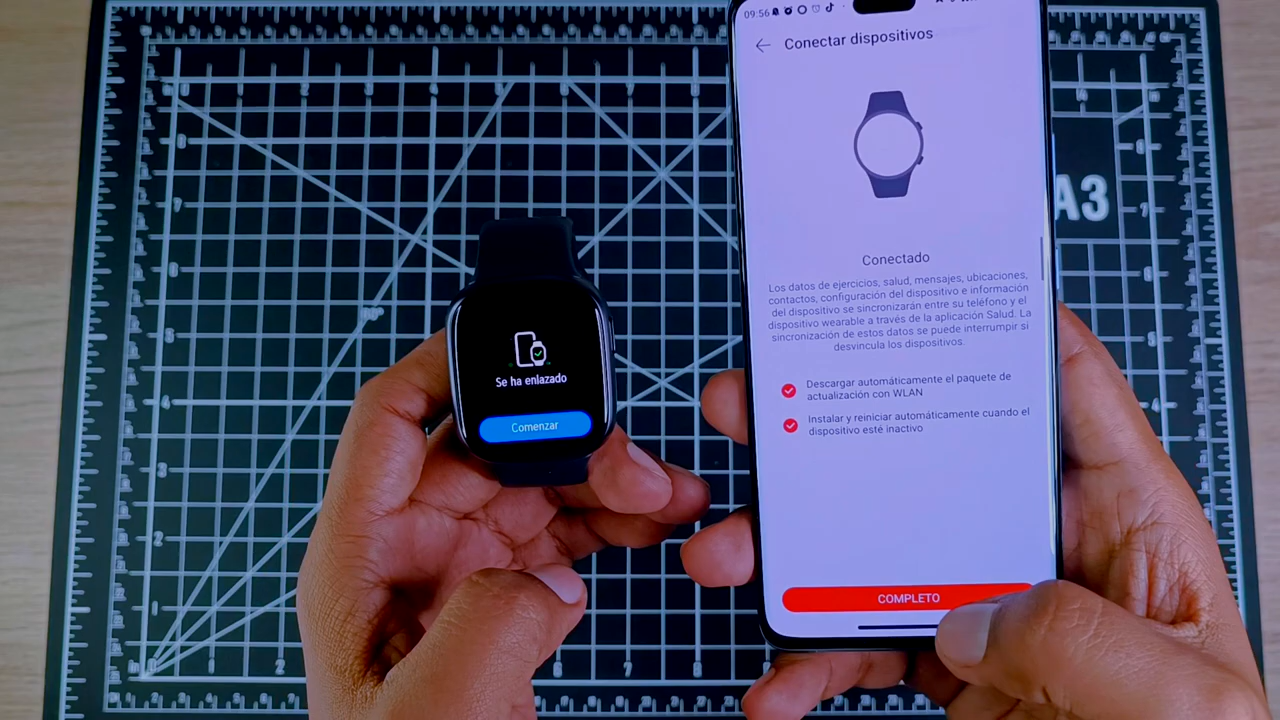 09:56
Conectar dispositivos
Conectado
Los datos de ejercicios, salud, mensajes, ubicaciones,
contactos, configuración del dispositivo e información
del dispositivo se sincronizarán entre su teléfono y el
dispositivo wearable a través de la aplicación Salud. La
sincronización de estos datos se puede interrumpir si
desvincula los dispositivos.
Descargar automáticamente el paquete de
actualización con WLAN
Instalar y reiniciar automáticamente cuando el
dispositivo esté inactivo
COMPLETO
Se ha enlazado
Comenzar
A3